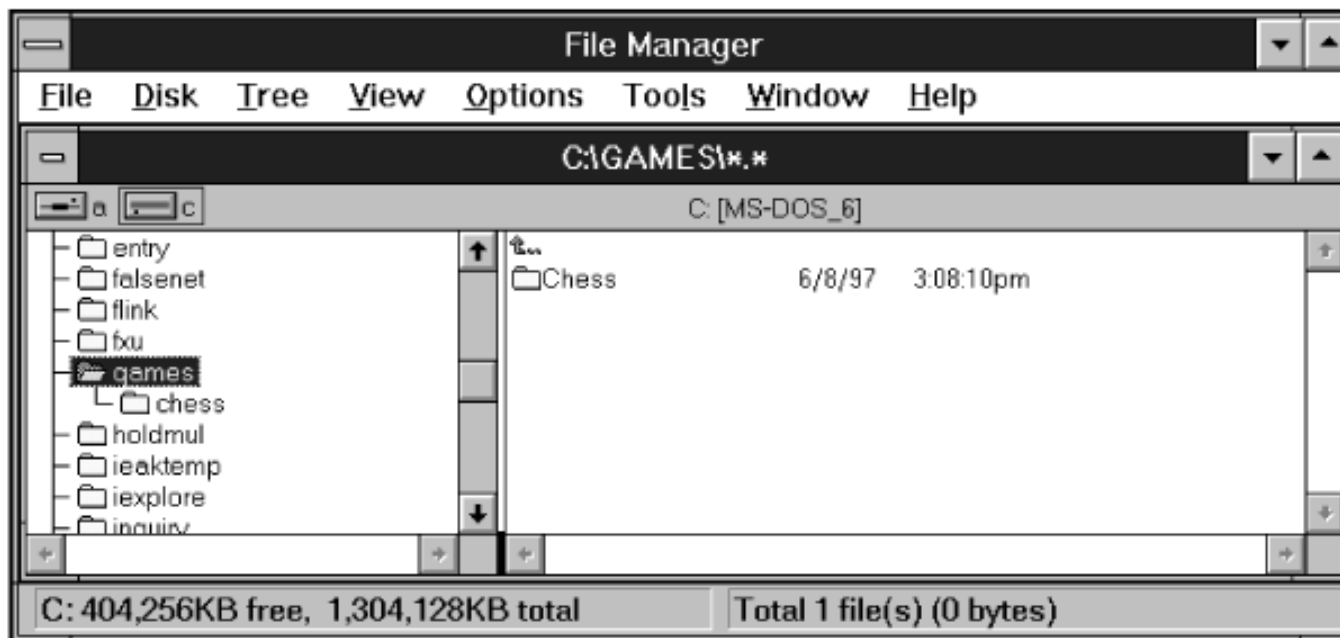 File Manager
File Disk Tree View Options Tools Window Help
C:\GAMES\*.*
a c C: [MS-DOS_6]
entry
falsenet
flink
fxu
games
chess
holdmul
ieaktemp
iexplore
inquiry
..
Chess 6/8/97 3:08:10pm
C: 404,256KB free, 1,304,128KB total
Total 1 file(s) (0 bytes)